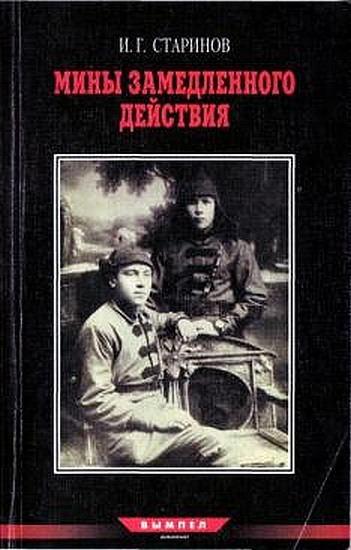 И. Г. СТАРИНОВ
МИНЫ ЗАМЕДЛЕННОГО
ДЕЙСТВИЯ
ВЫМПЕЛ